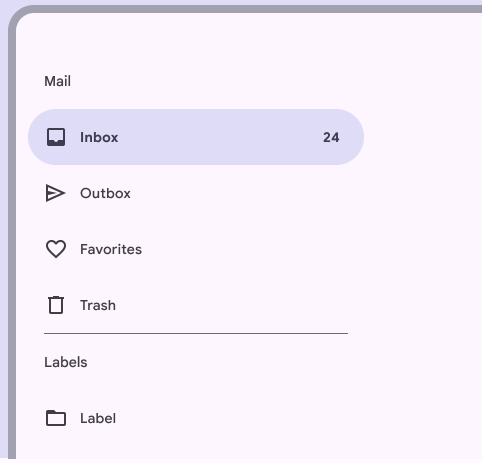 Mail
Inbox 24
Outbox
Favorites
Trash
Labels
Label